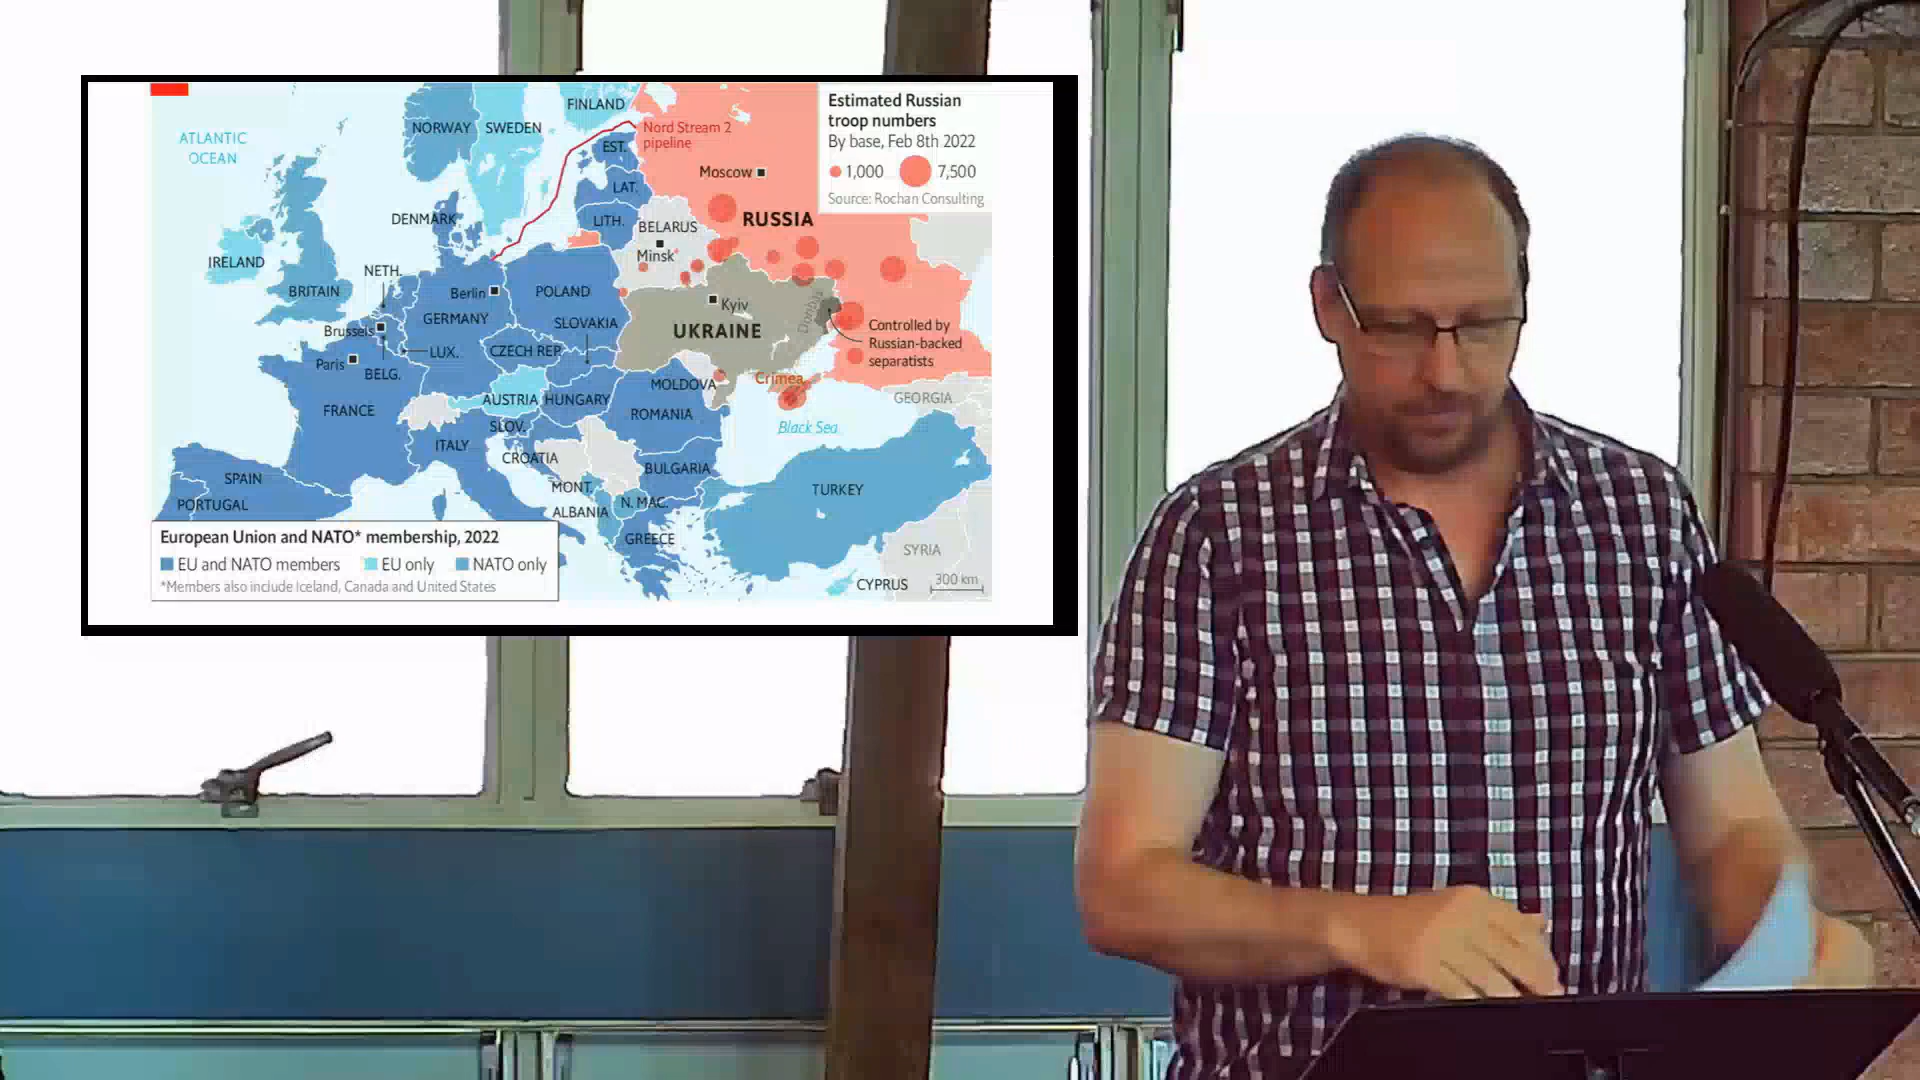 ATLANTIC
OCEAN
FINLAND
NORWAY
SWEDEN
Nord Stream 2
pipeline
EST.
LAT.
LITH.
Moscow
RUSSIA
Estimated Russian
troop numbers
By base, Feb 8th 2022
1,000
7,500
Source: Rochan Consulting
DENMARK
BELARUS
Minsk
IRELAND
BRITAIN
NETH.
Berlin
POLAND
GERMANY
Kyiv
UKRAINE
Donbas
Controlled by
Russian-backed
separatists
Brussels
SLOVAKIA
LUX.
CZECH REP.
Paris
BELG.
MOLDOVA
Crimea
GEORGIA
FRANCE
AUSTRIA
HUNGARY
ROMANIA
Black Sea
SLOV.
ITALY
CROATIA
BULGARIA
SPAIN
PORTUGAL
MONT.
N. MAC.
ALBANIA
TURKEY
GREECE
SYRIA
CYPRUS
300 km
European Union and NATO* membership, 2022
EU and NATO members
EU only
NATO only
*Members also include Iceland, Canada and United States